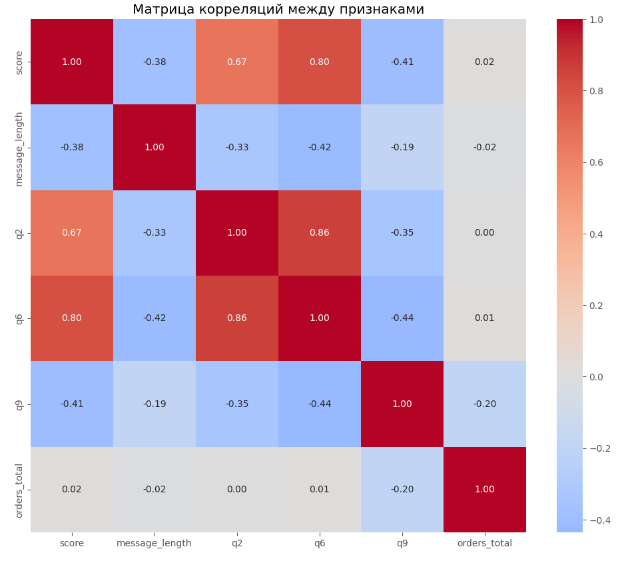 Матрица корреляций между признаками
score 1.00 -0.38 0.67 0.80 -0.41 0.02
message_length -0.38 1.00 -0.33 -0.42 -0.19 -0.02
q2 0.67 -0.33 1.00 0.86 -0.35 0.00
q6 0.80 -0.42 0.86 1.00 -0.44 0.01
q9 -0.41 -0.19 -0.35 -0.44 1.00 -0.20
orders_total 0.02 -0.02 0.00 0.01 -0.20 1.00
score message_length q2 q6 q9 orders_total
1.0
0.8
0.6
0.4
0.2
0.0
−0.2
−0.4